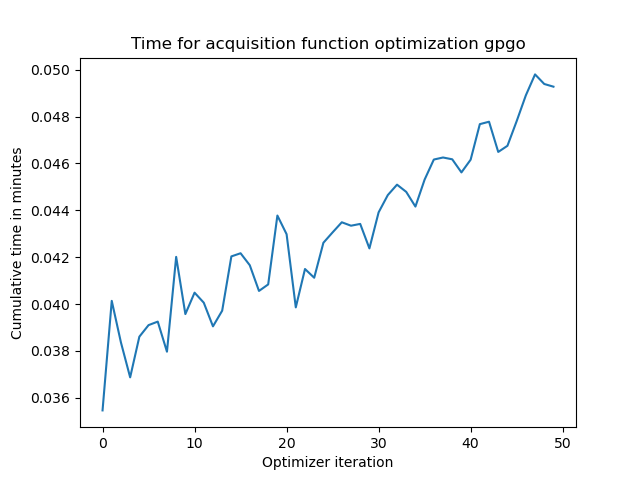 Time for acquisition function optimization gpgo
0.050
0.048
0.046
0.044
0.042
0.040
0.038
0.036
Cumulative time in minutes
0 10 20 30 40 50
Optimizer iteration